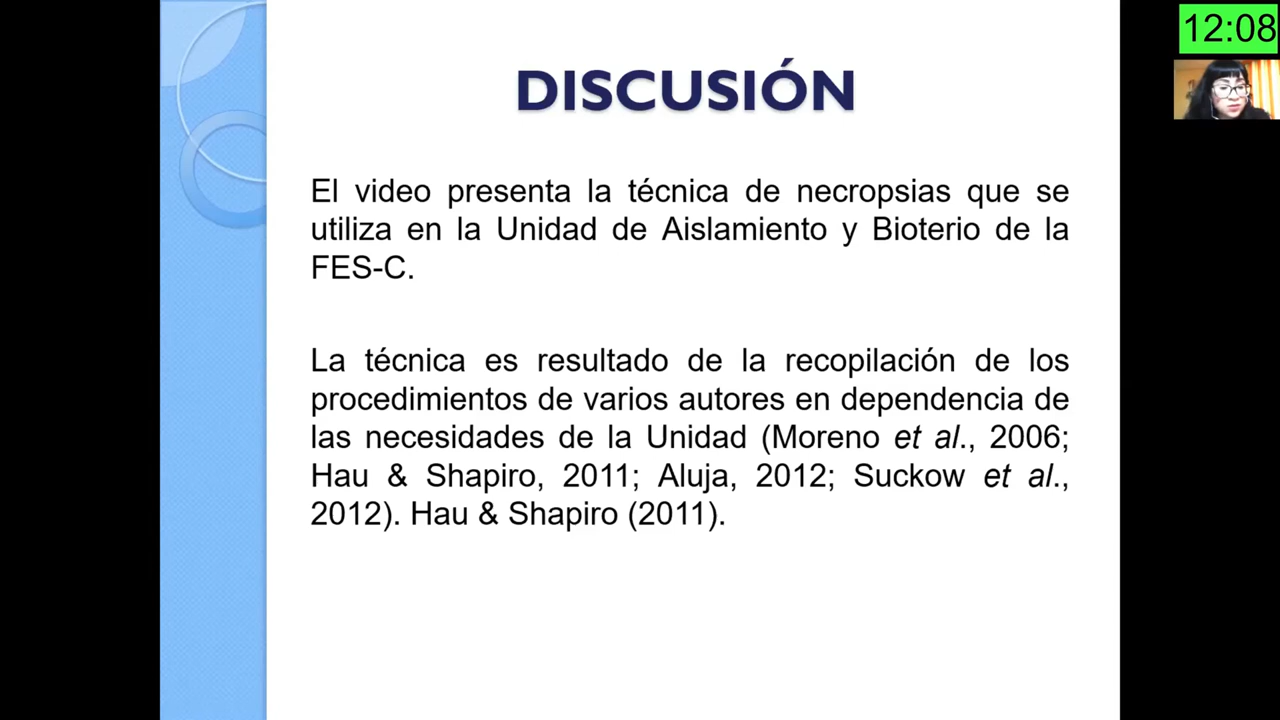 12:08
DISCUSIÓN
El video presenta la técnica de necropsias que se
utiliza en la Unidad de Aislamiento y Bioterio de la
FES-C.
La técnica es resultado de la recopilación de los
procedimientos de varios autores en dependencia de
las necesidades de la Unidad (Moreno et al., 2006;
Hau & Shapiro, 2011; Aluja, 2012; Suckow et al.,
2012). Hau & Shapiro (2011).